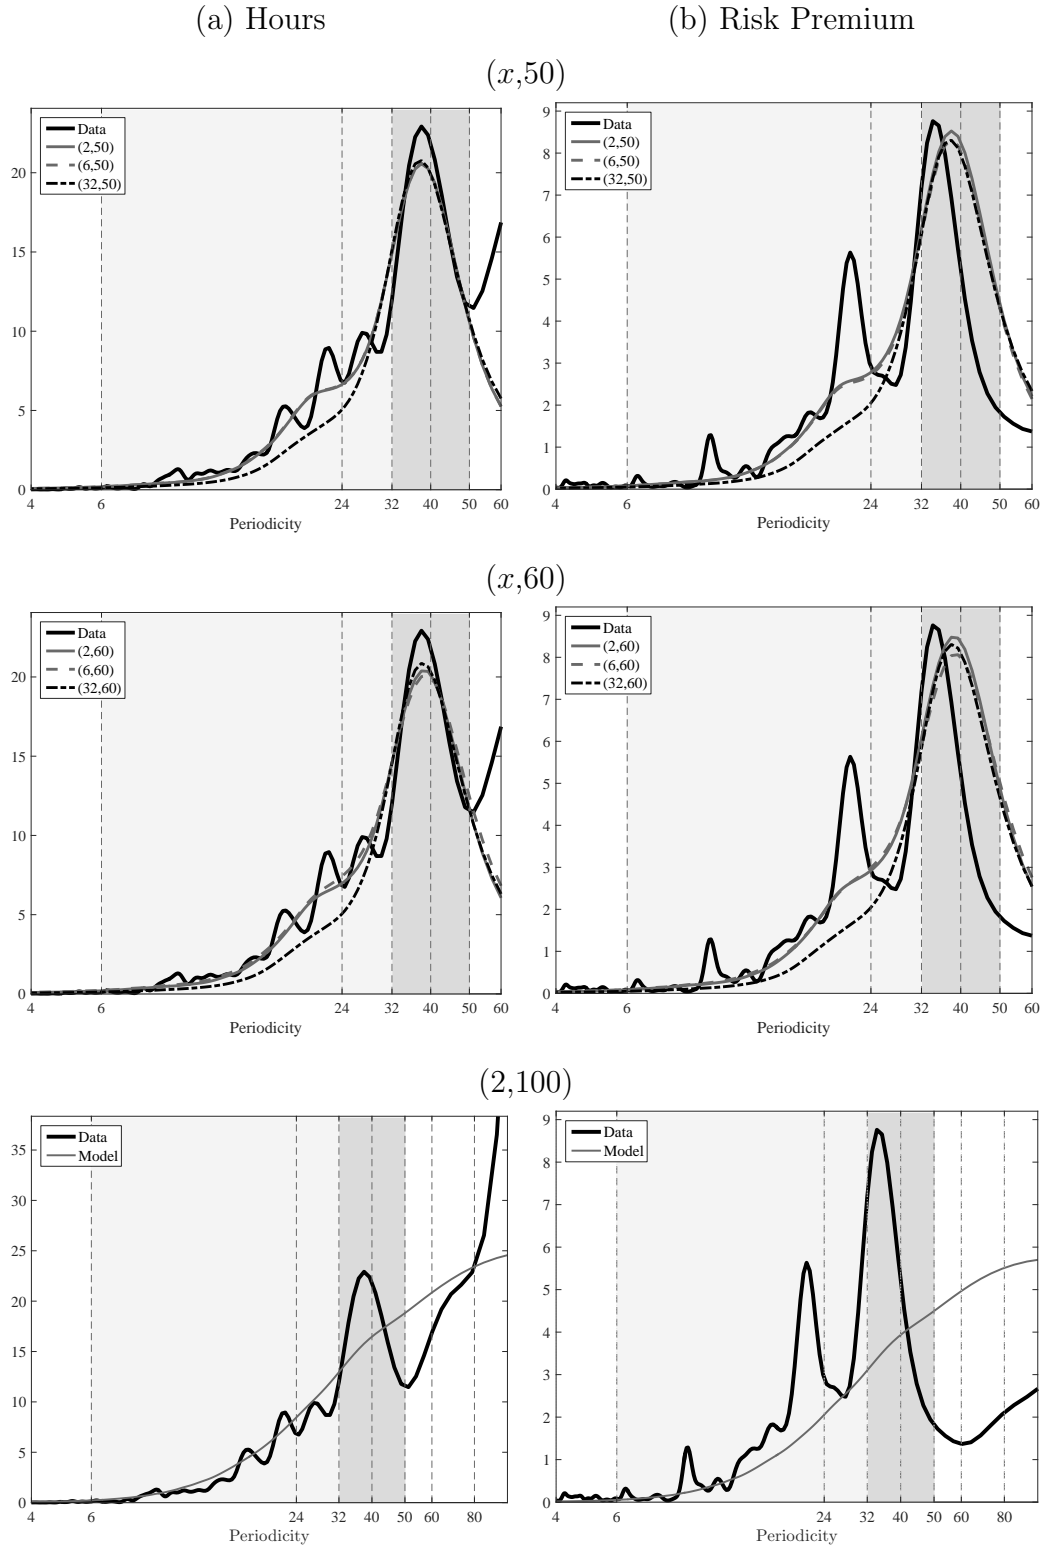 (a) Hours
(b) Risk Premium
(x,50)
Data
(2,50)
(6,50)
(32,50)
20
15
10
5
0
4 6 24 32 40 50 60
Periodicity
Data
(2,50)
(6,50)
(32,50)
9
8
7
6
5
4
3
2
1
0
4 6 24 32 40 50 60
Periodicity
(x,60)
Data
(2,60)
(6,60)
(32,60)
20
15
10
5
0
4 6 24 32 40 50 60
Periodicity
Data
(2,60)
(6,60)
(32,60)
9
8
7
6
5
4
3
2
1
0
4 6 24 32 40 50 60
Periodicity
(2,100)
Data
Model
35
30
25
20
15
10
5
0
4 6 24 32 40 50 60 80
Periodicity
Data
Model
9
8
7
6
5
4
3
2
1
0
4 6 24 32 40 50 60 80
Periodicity